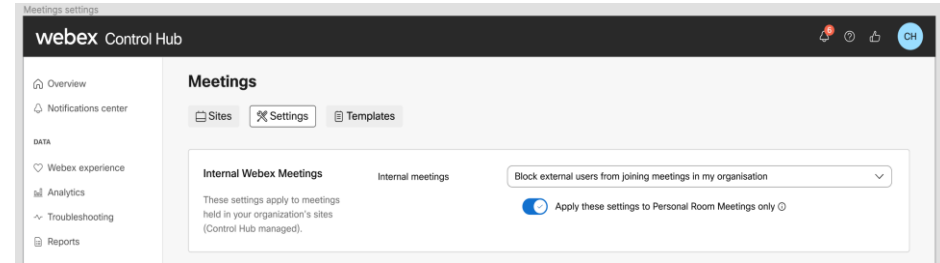 Meetings settings
webex Control Hub
6
CH
Overview
Notifications center
DATA
Webex experience
Analytics
Troubleshooting
Reports
Meetings
Sites
Settings
Templates
Internal Webex Meetings
These settings apply to meetings
held in your organization's sites
(Control Hub managed).
Internal meetings
Block external users from joining meetings in my organisation
Apply these settings to Personal Room Meetings only